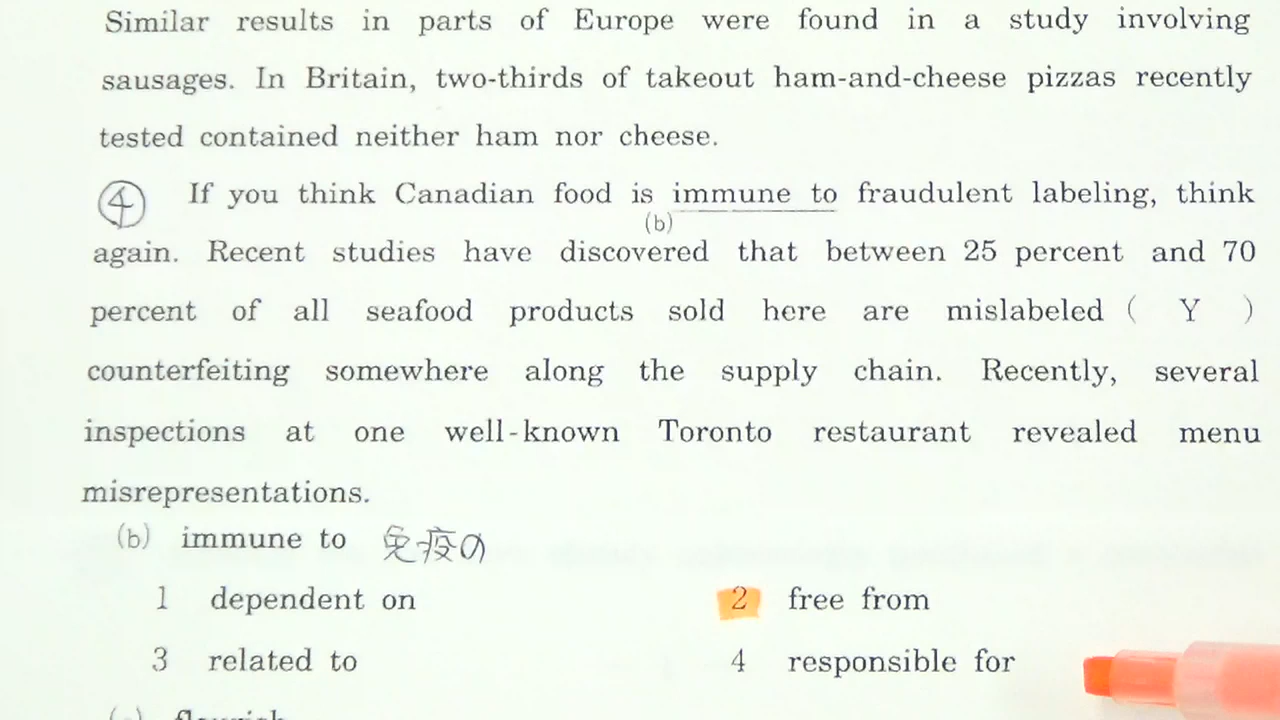 Similar results in parts of Europe were found in a study involving
sausages. In Britain, two-thirds of takeout ham-and-cheese pizzas recently
tested contained neither ham nor cheese.
④ If you think Canadian food is immune to fraudulent labeling, think
(b)
again. Recent studies have discovered that between 25 percent and 70
percent of all seafood products sold here are mislabeled ( Y )
counterfeiting somewhere along the supply chain. Recently, several
inspections at one well-known Toronto restaurant revealed menu
misrepresentations.
(b) immune to 免疫の
1 dependent on 2 free from
3 related to 4 responsible for